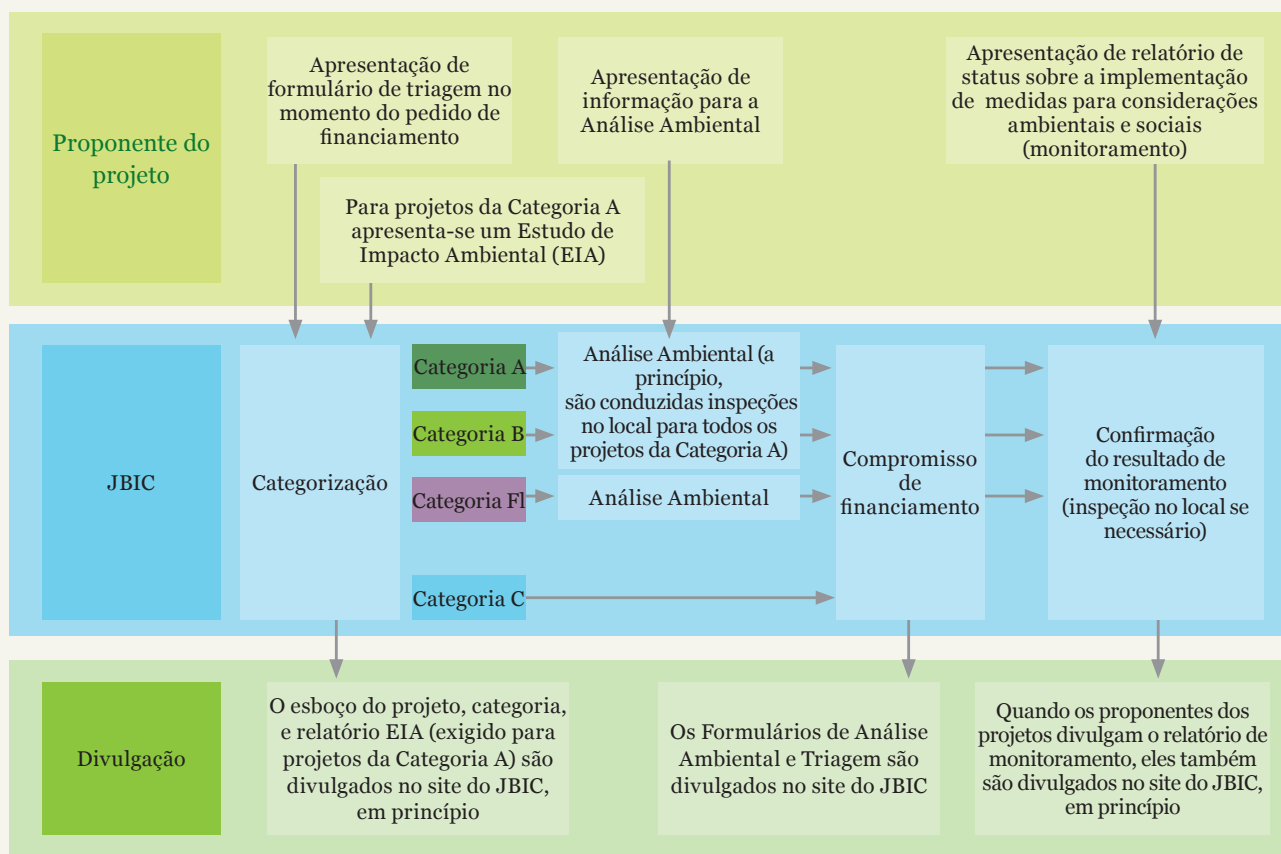 Proponente do
projeto
Apresentação de
formulário de triagem no
momento do pedido de
financiamento
Para projetos da Categoria A
apresenta-se um Estudo de
Impacto Ambiental (EIA)
Apresentação de
informação para a
Análise Ambiental
Apresentação de relatório de
status sobre a implementação
de medidas para considerações
ambientais e sociais
(monitoramento)
JBIC
Categorização
Categoria A
Categoria B
Categoria FI
Categoria C
Análise Ambiental (a
princípio,
são conduzidas inspeções
no local para todos os
projetos da Categoria A)
Análise Ambiental
Compromisso
de
financiamento
Confirmação
do resultado de
monitoramento
(inspeção no local se
necessário)
Divulgação
O esboço do projeto, categoria,
e relatório EIA (exigido para
projetos da Categoria A) são
divulgados no site do JBIC,
em princípio
Os Formulários de Análise
Ambiental e Triagem são
divulgados no site do JBIC
Quando os proponentes dos
projetos divulgam o relatório de
monitoramento, eles também
são divulgados no site do JBIC,
em princípio